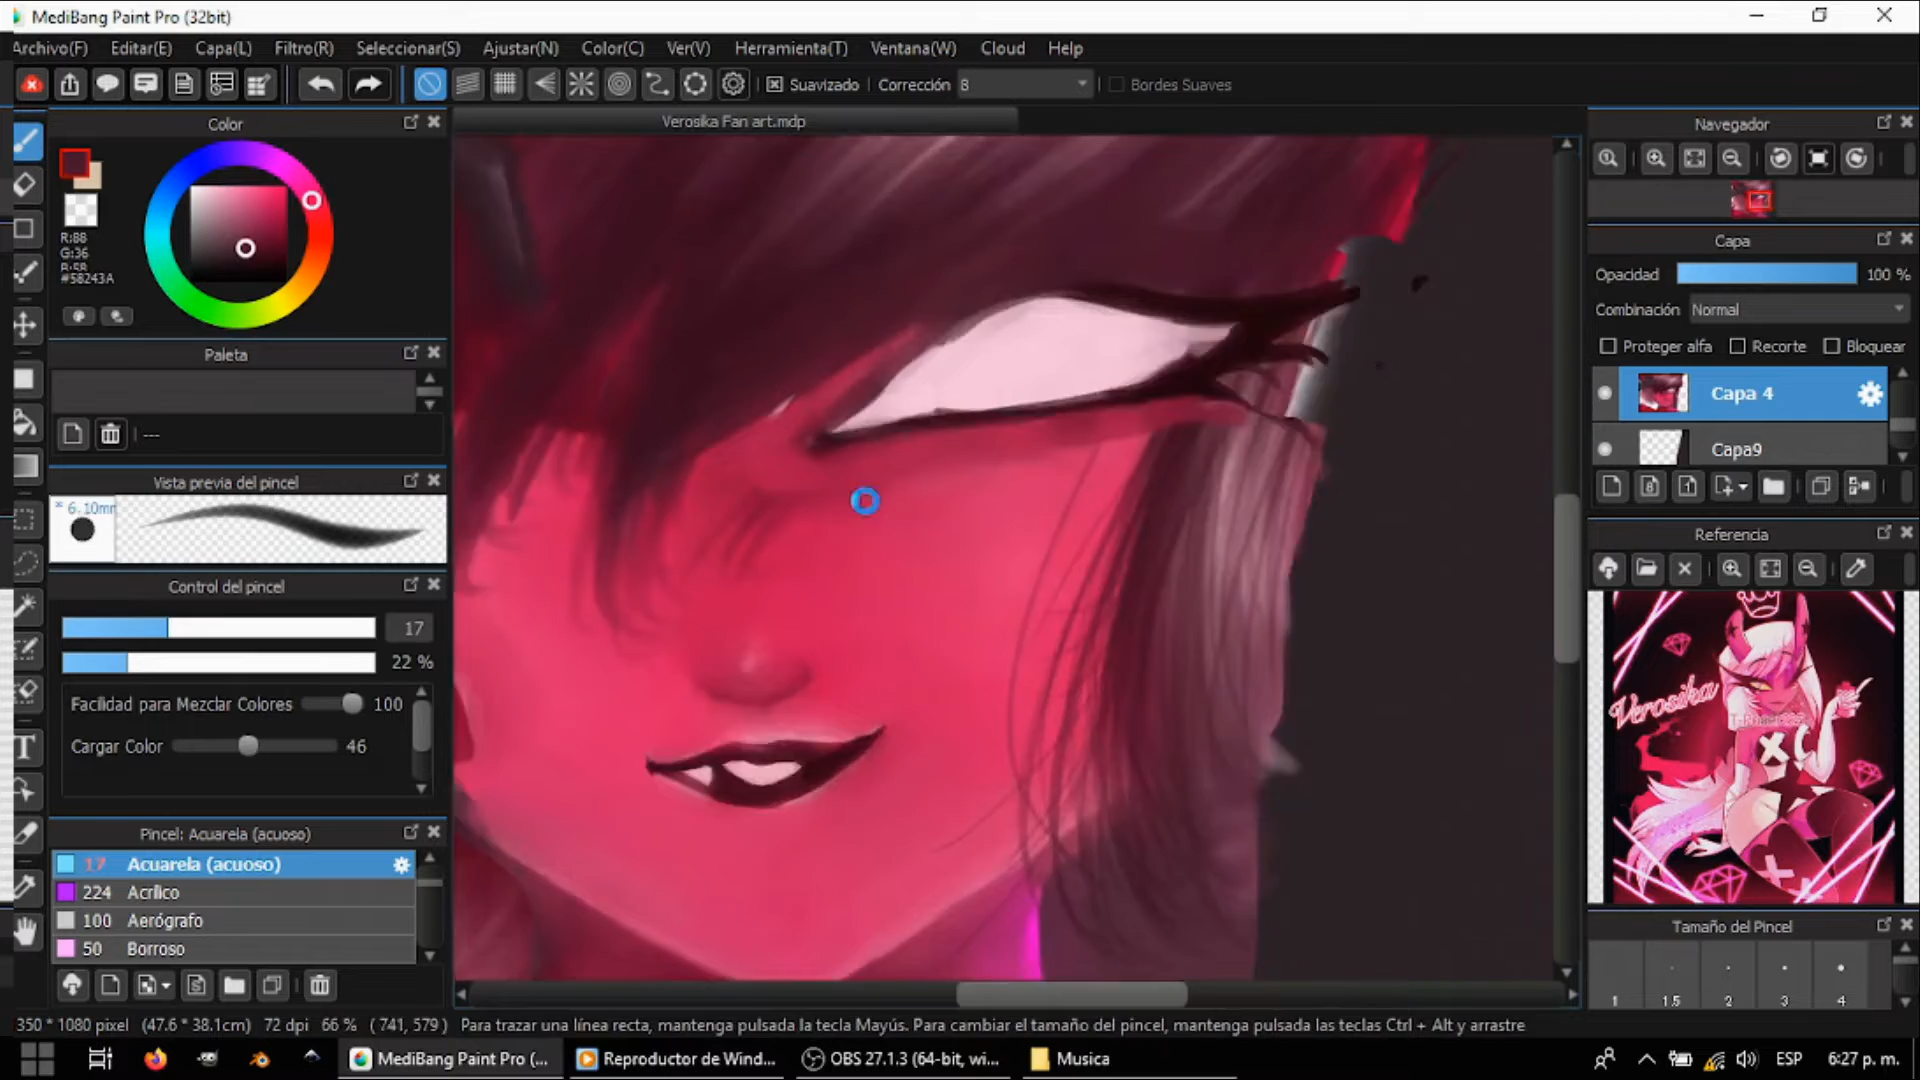 MediBang Paint Pro (32bit)
Archivo(F) Editar(E) Capa(L) Filtro(R) Seleccionar(S) Ajustar(N) Color(C) Ver(V) Herramienta(T) Ventana(W) Cloud Help
Suavizado Corrección 8 Bordes Suaves
Color
Verosika Fan art.mdp
Navegador
R:88
G:36
B:58
#58243A
Capa
Opacidad 100 %
Combinación Normal
Proteger alfa Recorte Bloquear
Capa 4
Capa9
Paleta
---
Vista previa del pincel
* 6.10mm
Control del pincel
17
22 %
Facilidad para Mezclar Colores 100
Cargar Color 46
Referencia
Verosika
Pincel: Acuarela (acuoso)
17 Acuarela (acuoso)
224 Acrílico
100 Aerógrafo
50 Borroso
Tamaño del Pincel
1 1.5 2 3 4
350 * 1080 pixel (47.6 * 38.1cm) 72 dpi 66 % ( 741, 579 ) Para trazar una línea recta, mantenga pulsada la tecla Mayús. Para cambiar el tamaño del pincel, mantenga pulsada las teclas Ctrl + Alt y arrastre
MediBang Paint Pro (... Reproductor de Wind... OBS 27.1.3 (64-bit, wi... Musica ESP 6:27 p. m.